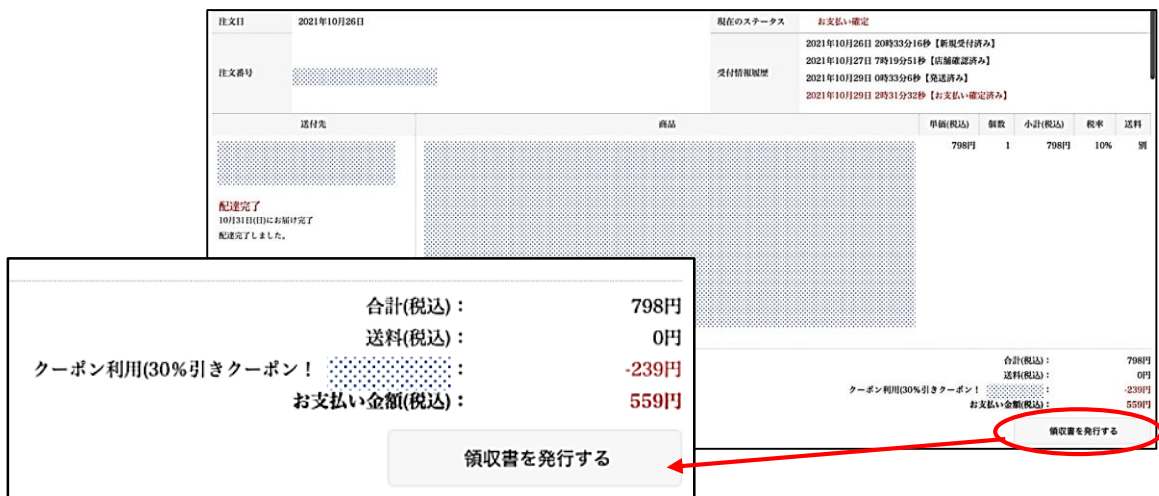 注文日 2021年10月26日 現在のステータス お支払い確定
注文番号 受付情報履歴
2021年10月26日 20時33分16秒【新規受付済み】
2021年10月27日 7時19分51秒【店舗確認済み】
2021年10月29日 0時33分6秒【発送済み】
2021年10月29日 2時31分32秒【お支払い確定済み】
送付先 商品 単価(税込) 個数 小計(税込) 税率 送料
798円 1 798円 10% 別
配達完了
10月31日(日)にお届け完了
配達完了しました。
合計(税込): 798円
送料(税込): 0円
クーポン利用(30%引きクーポン! : -239円
お支払い金額(税込): 559円
領収書を発行する
合計(税込): 798円
送料(税込): 0円
クーポン利用(30%引きクーポン! : -239円
お支払い金額(税込): 559円
領収書を発行する